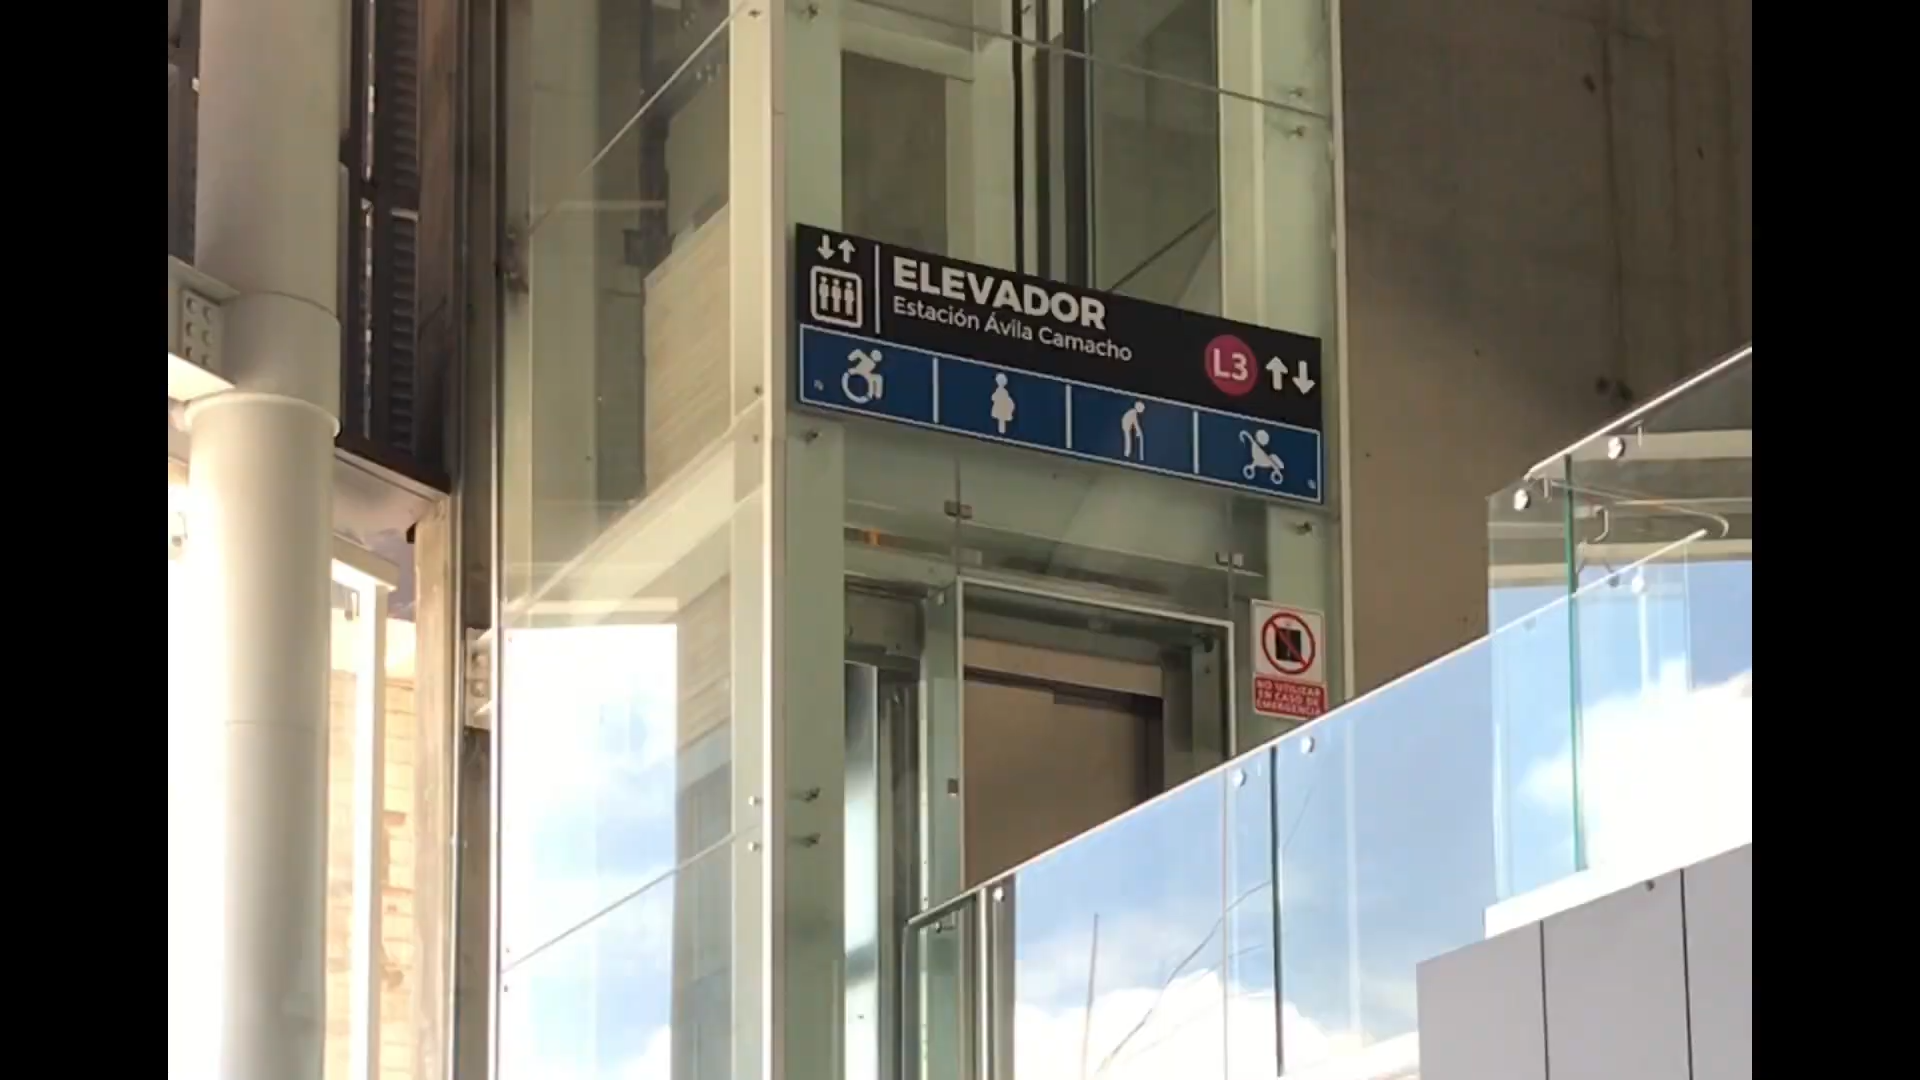 ELEVADOR
Estación Ávila Camacho
L3
NO UTILIZAR
EN CASO DE
EMERGENCIA